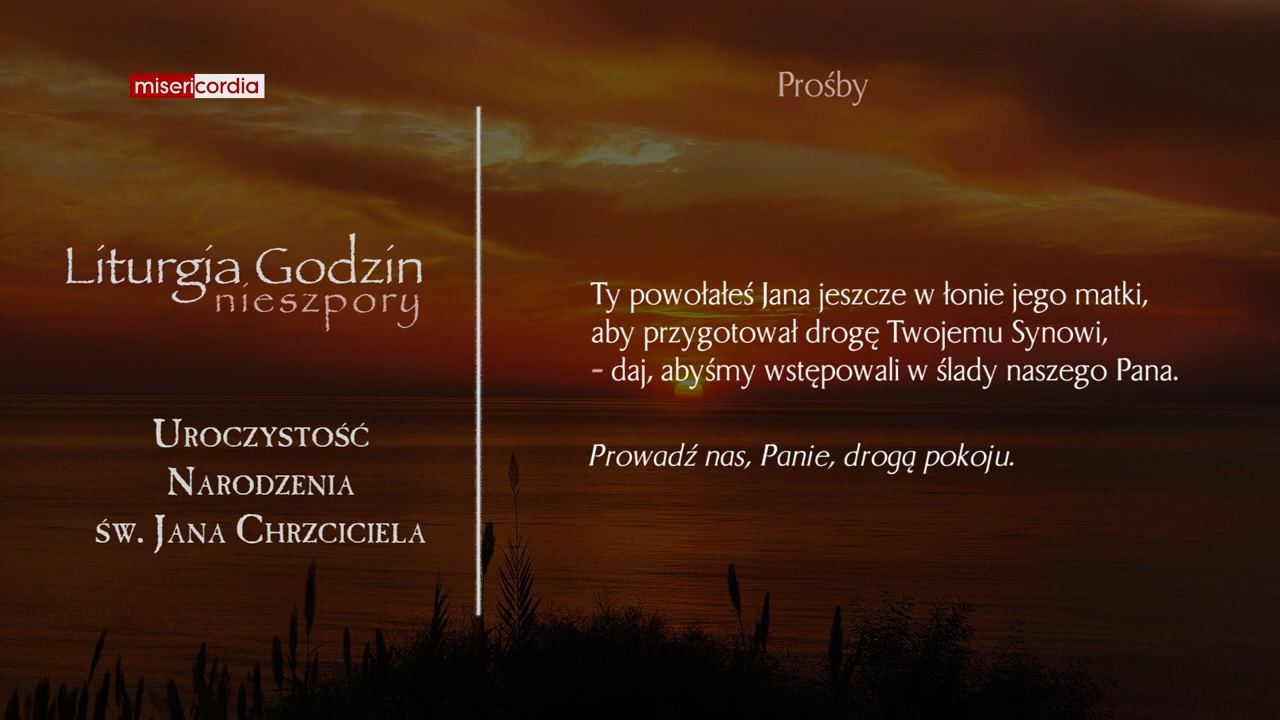 misericordia
Prośby
Liturgia Godzin
nieszpory
Uroczystość
Narodzenia
św. Jana Chrzciciela
Ty powołałeś Jana jeszcze w łonie jego matki,
aby przygotował drogę Twojemu Synowi,
- daj, abyśmy wstępowali w ślady naszego Pana.
Prowadź nas, Panie, drogą pokoju.